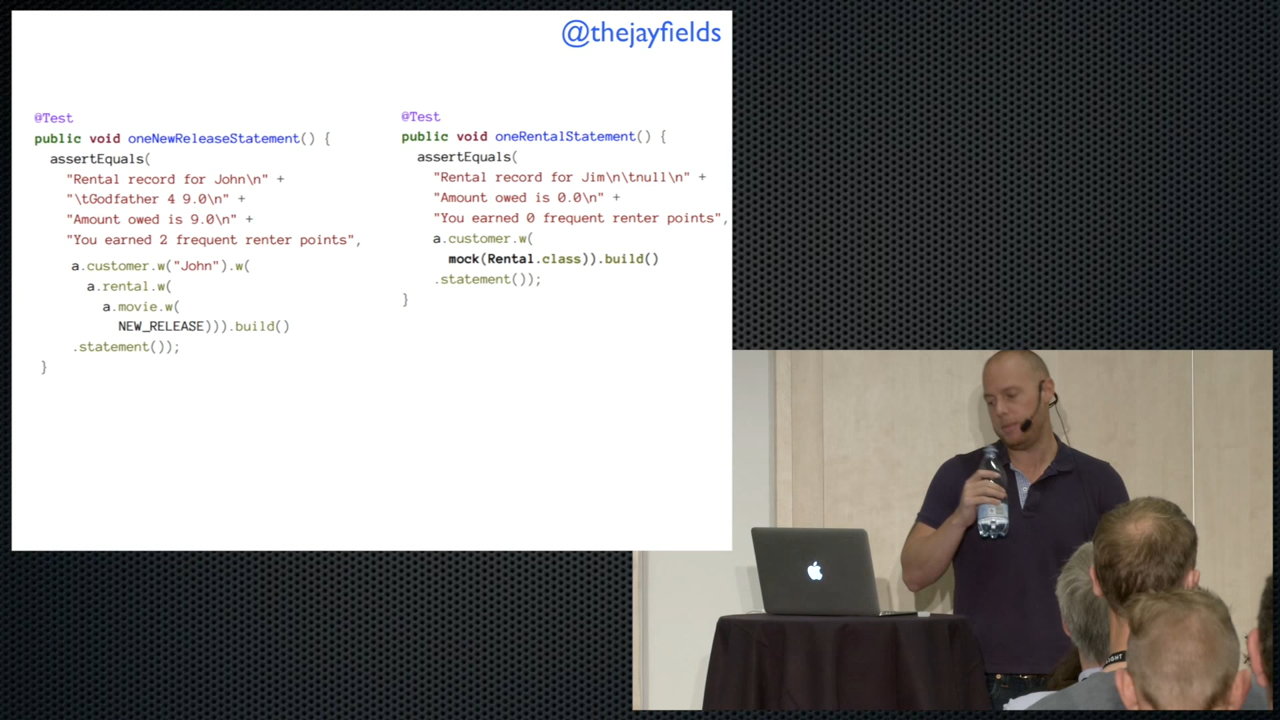 @thejayfields
@Test
public void oneNewReleaseStatement() {
assertEquals(
"Rental record for John\n" +
"\tGodfather 4 9.0\n" +
"Amount owed is 9.0\n" +
"You earned 2 frequent renter points",
a.customer.w("John").w(
a.rental.w(
a.movie.w(
NEW_RELEASE))).build()
.statement());
}
@Test
public void oneRentalStatement() {
assertEquals(
"Rental record for Jim\n\tnull\n" +
"Amount owed is 0.0\n" +
"You earned 0 frequent renter points",
a.customer.w(
mock(Rental.class)).build()
.statement());
}